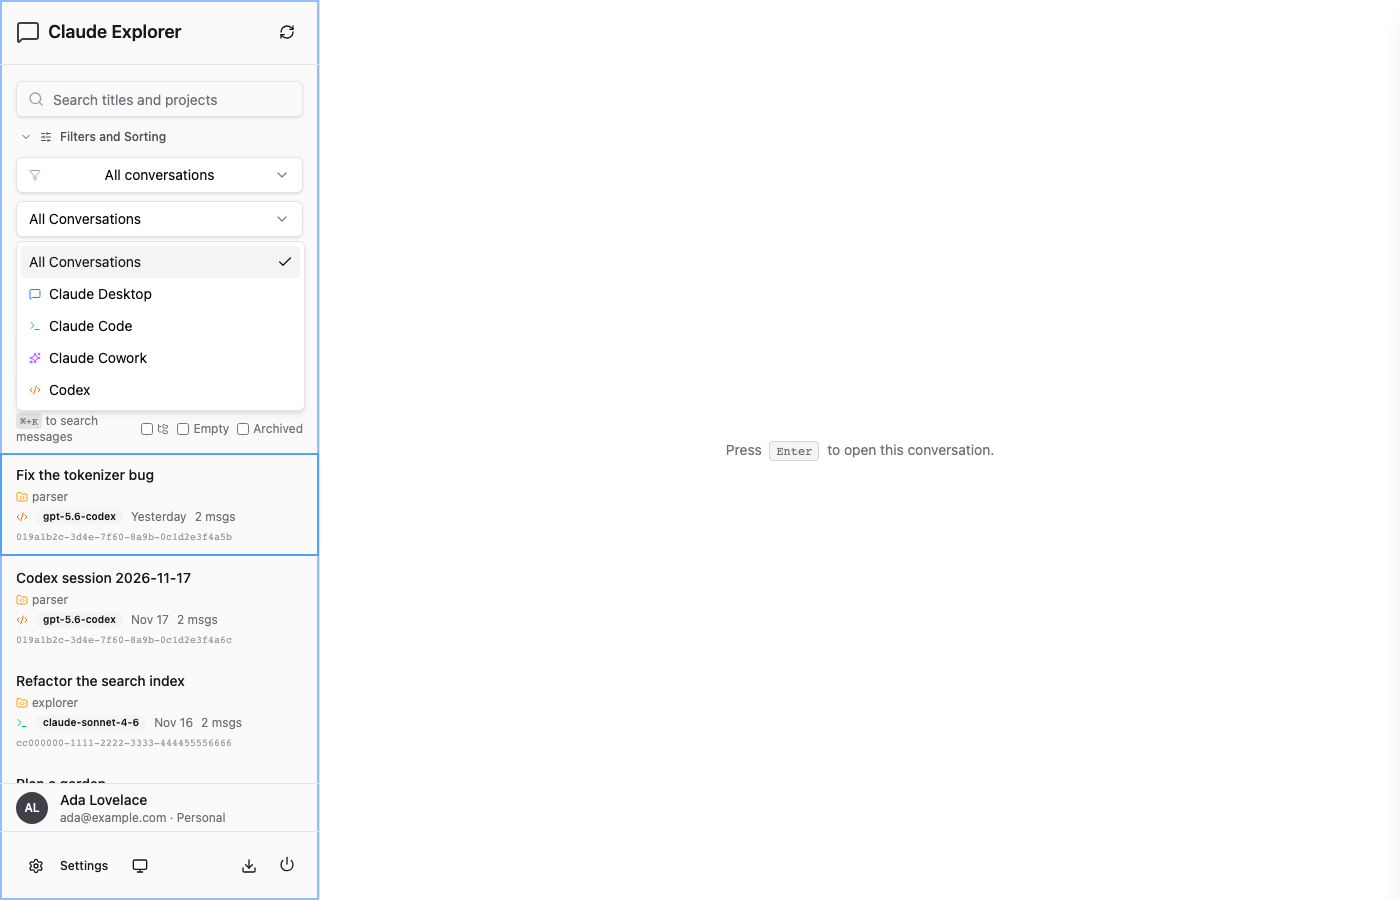 Claude Explorer
Search titles and projects
Filters and Sorting
All conversations
All Conversations
All Conversations
Claude Desktop
Claude Code
Claude Cowork
Codex
⌘+K to search messages
Empty
Archived
Fix the tokenizer bug
parser
gpt-5.6-codex Yesterday 2 msgs
019a1b2c-3d4e-7f60-8a9b-0c1d2e3f4a5b
Codex session 2026-11-17
parser
gpt-5.6-codex Nov 17 2 msgs
019a1b2c-3d4e-7f60-8a9b-0c1d2e3f4a6c
Refactor the search index
explorer
claude-sonnet-4-6 Nov 16 2 msgs
cc000000-1111-2222-3333-444455556666
Plan a garden
AL
Ada Lovelace
ada@example.com · Personal
Settings
Press Enter to open this conversation.